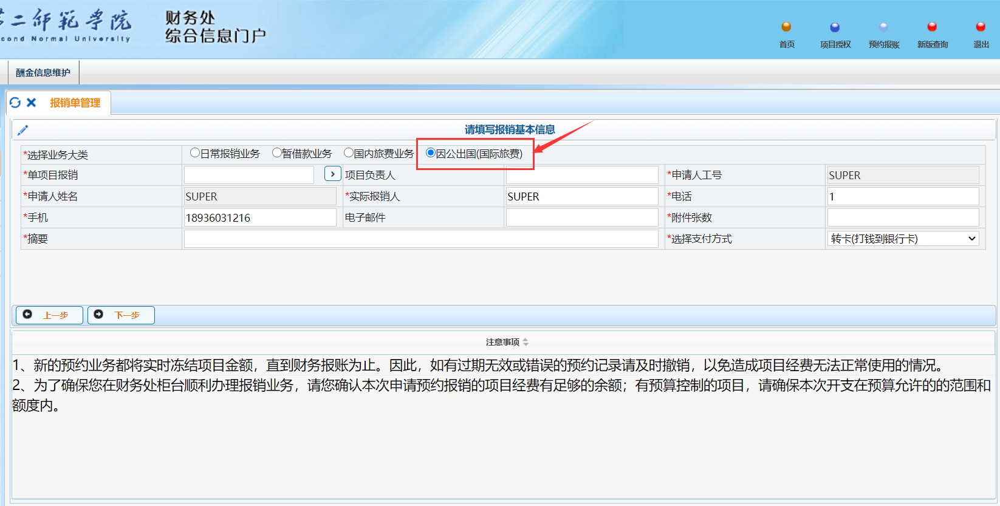 二师范学院
cond Normal University
财务处
综合信息门户
首页 项目授权 预约报账 新版查询 退出
酬金信息维护
报销单管理
请填写报销基本信息
*选择业务大类 日常报销业务 暂借款业务 国内旅费业务 因公出国(国际旅费)
*单项目报销 项目负责人 *申请人工号 SUPER
*申请人姓名 SUPER *实际报销人 SUPER *电话 1
*手机 18936031216 电子邮件 *附件张数
*摘要 *选择支付方式 转卡(打钱到银行卡)
上一步 下一步
注意事项
1、新的预约业务都将实时冻结项目金额，直到财务报账为止。因此，如有过期无效或错误的预约记录请及时撤销，以免造成项目经费无法正常使用的情况。
2、为了确保您在财务处柜台顺利办理报销业务，请您确认本次申请预约报销的项目经费有足够的余额；有预算控制的项目，请确保本次开支在预算允许的的范围和
额度内。